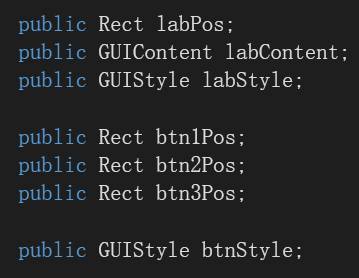 public Rect labPos;
public GUIContent labContent;
public GUIStyle labStyle;
public Rect btn1Pos;
public Rect btn2Pos;
public Rect btn3Pos;
public GUIStyle btnStyle;